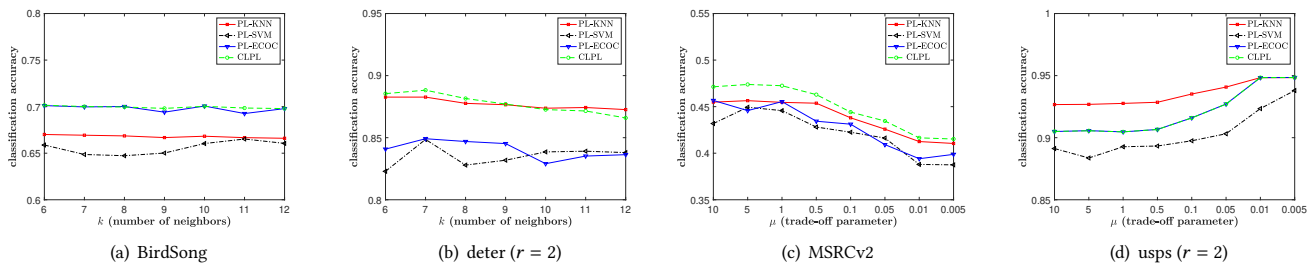 0.8
0.75
0.7
0.65
0.6
classification accuracy
PL-KNN
PL-SVM
PL-ECOC
CLPL
6 7 8 9 10 11 12
k (number of neighbors)
(a) BirdSong
0.95
0.9
0.85
0.8
classification accuracy
PL-KNN
PL-SVM
PL-ECOC
CLPL
6 7 8 9 10 11 12
k (number of neighbors)
(b) deter (r = 2)
0.55
0.5
0.45
0.4
0.35
classification accuracy
PL-KNN
PL-SVM
PL-ECOC
CLPL
10 5 1 0.5 0.1 0.05 0.01 0.005
μ (trade-off parameter)
(c) MSRCv2
1
0.95
0.9
0.85
classification accuracy
PL-KNN
PL-SVM
PL-ECOC
CLPL
10 5 1 0.5 0.1 0.05 0.01 0.005
μ (trade-off parameter)
(d) usps (r = 2)